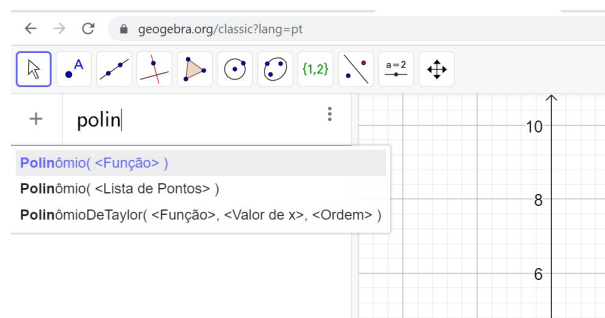 geogebra.org/classic?lang=pt
A
{1,2}
a=2
+ polin
Polinômio( <Função> )
Polinômio( <Lista de Pontos> )
PolinômioDeTaylor( <Função>, <Valor de x>, <Ordem> )
10
8
6